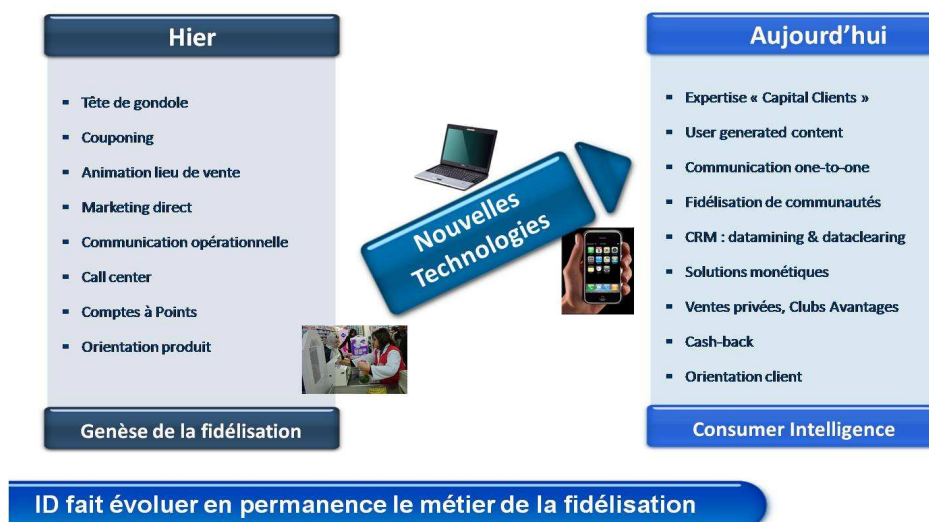 Hier
Tête de gondole
Couponing
Animation lieu de vente
Marketing direct
Communication opérationnelle
Call center
Comptes à Points
Orientation produit
Genèse de la fidélisation
Nouvelles
Technologies
Aujourd'hui
Expertise « Capital Clients »
User generated content
Communication one-to-one
Fidélisation de communautés
CRM : datamining & dataclearing
Solutions monétiques
Ventes privées, Clubs Avantages
Cash-back
Orientation client
Consumer Intelligence
ID fait évoluer en permanence le métier de la fidélisation